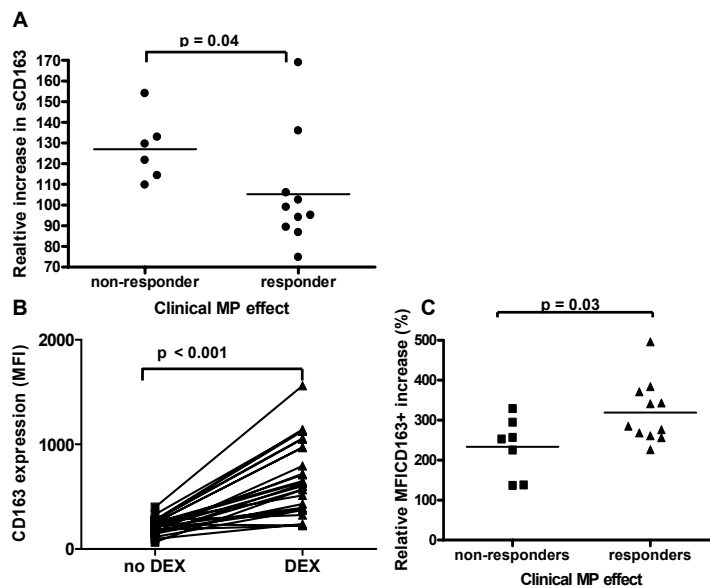 A
p = 0.04
Realtive increase in sCD163
170
160
150
140
130
120
110
100
90
80
70
non-responder responder
Clinical MP effect
B
p < 0.001
CD163 expression (MFI)
2000
1000
0
no DEX DEX
C
p = 0.03
Relative MFICD163+ increase (%)
500
400
300
200
100
0
non-responders responders
Clinical MP effect